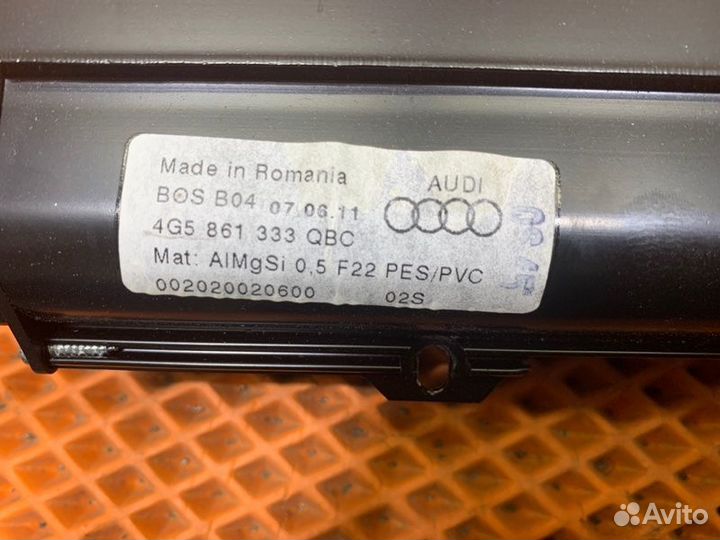 Made in Romania
AUDI
BOS B04 07.06.11
4G5 861 333 QBC
Mat: AlMgSi 0,5 F22 PES/PVC
002020020600 02S
Avito